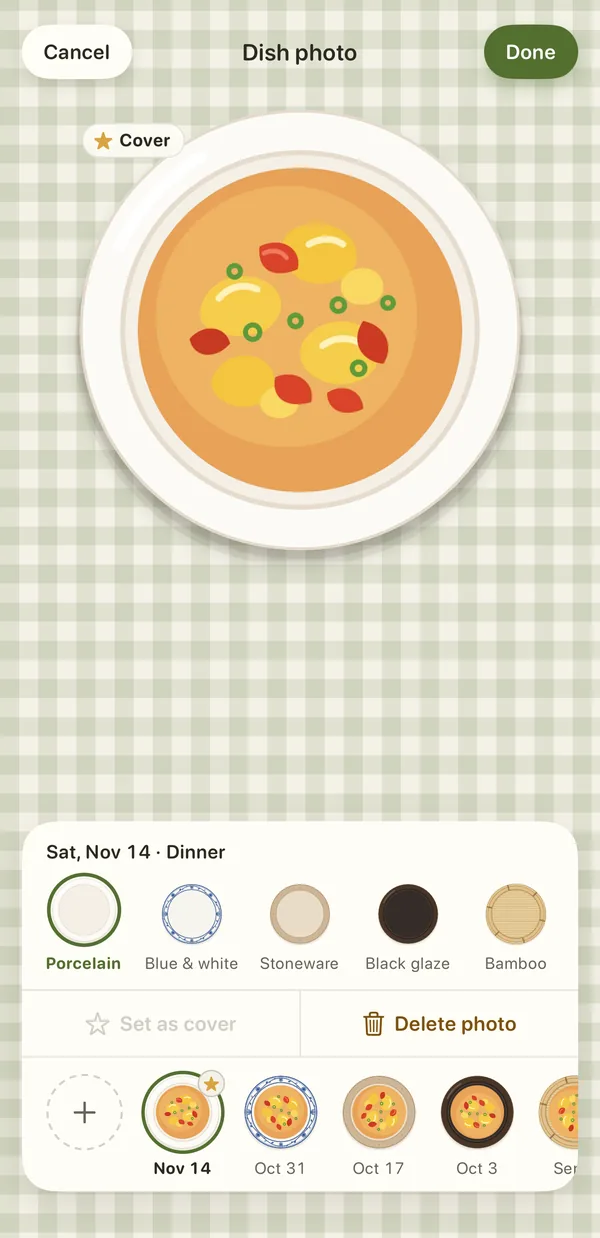 Cancel
Dish photo
Done
Cover
Sat, Nov 14 · Dinner
Porcelain
Blue & white
Stoneware
Black glaze
Bamboo
Set as cover
Delete photo
Nov 14
Oct 31
Oct 17
Oct 3